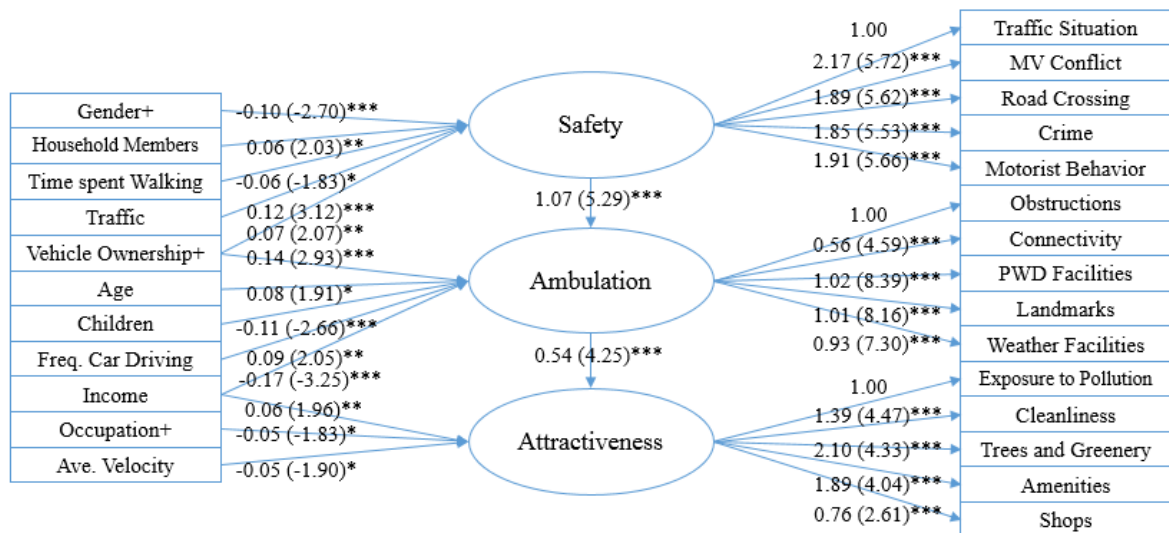 Gender+
Household Members
Time spent Walking
Traffic
Vehicle Ownership+
Age
Children
Freq. Car Driving
Income
Occupation+
Ave. Velocity
-0.10 (-2.70)***
0.06 (2.03)**
-0.06 (-1.83)*
0.12 (3.12)***
0.07 (2.07)**
0.14 (2.93)***
0.08 (1.91)*
-0.11 (-2.66)***
0.09 (2.05)**
-0.17 (-3.25)***
0.06 (1.96)**
-0.05 (-1.83)*
-0.05 (-1.90)*
Safety
1.07 (5.29)***
Ambulation
0.54 (4.25)***
Attractiveness
1.00
2.17 (5.72)***
1.89 (5.62)***
1.85 (5.53)***
1.91 (5.66)***
1.00
0.56 (4.59)***
1.02 (8.39)***
1.01 (8.16)***
0.93 (7.30)***
1.00
1.39 (4.47)***
2.10 (4.33)***
1.89 (4.04)***
0.76 (2.61)***
Traffic Situation
MV Conflict
Road Crossing
Crime
Motorist Behavior
Obstructions
Connectivity
PWD Facilities
Landmarks
Weather Facilities
Exposure to Pollution
Cleanliness
Trees and Greenery
Amenities
Shops